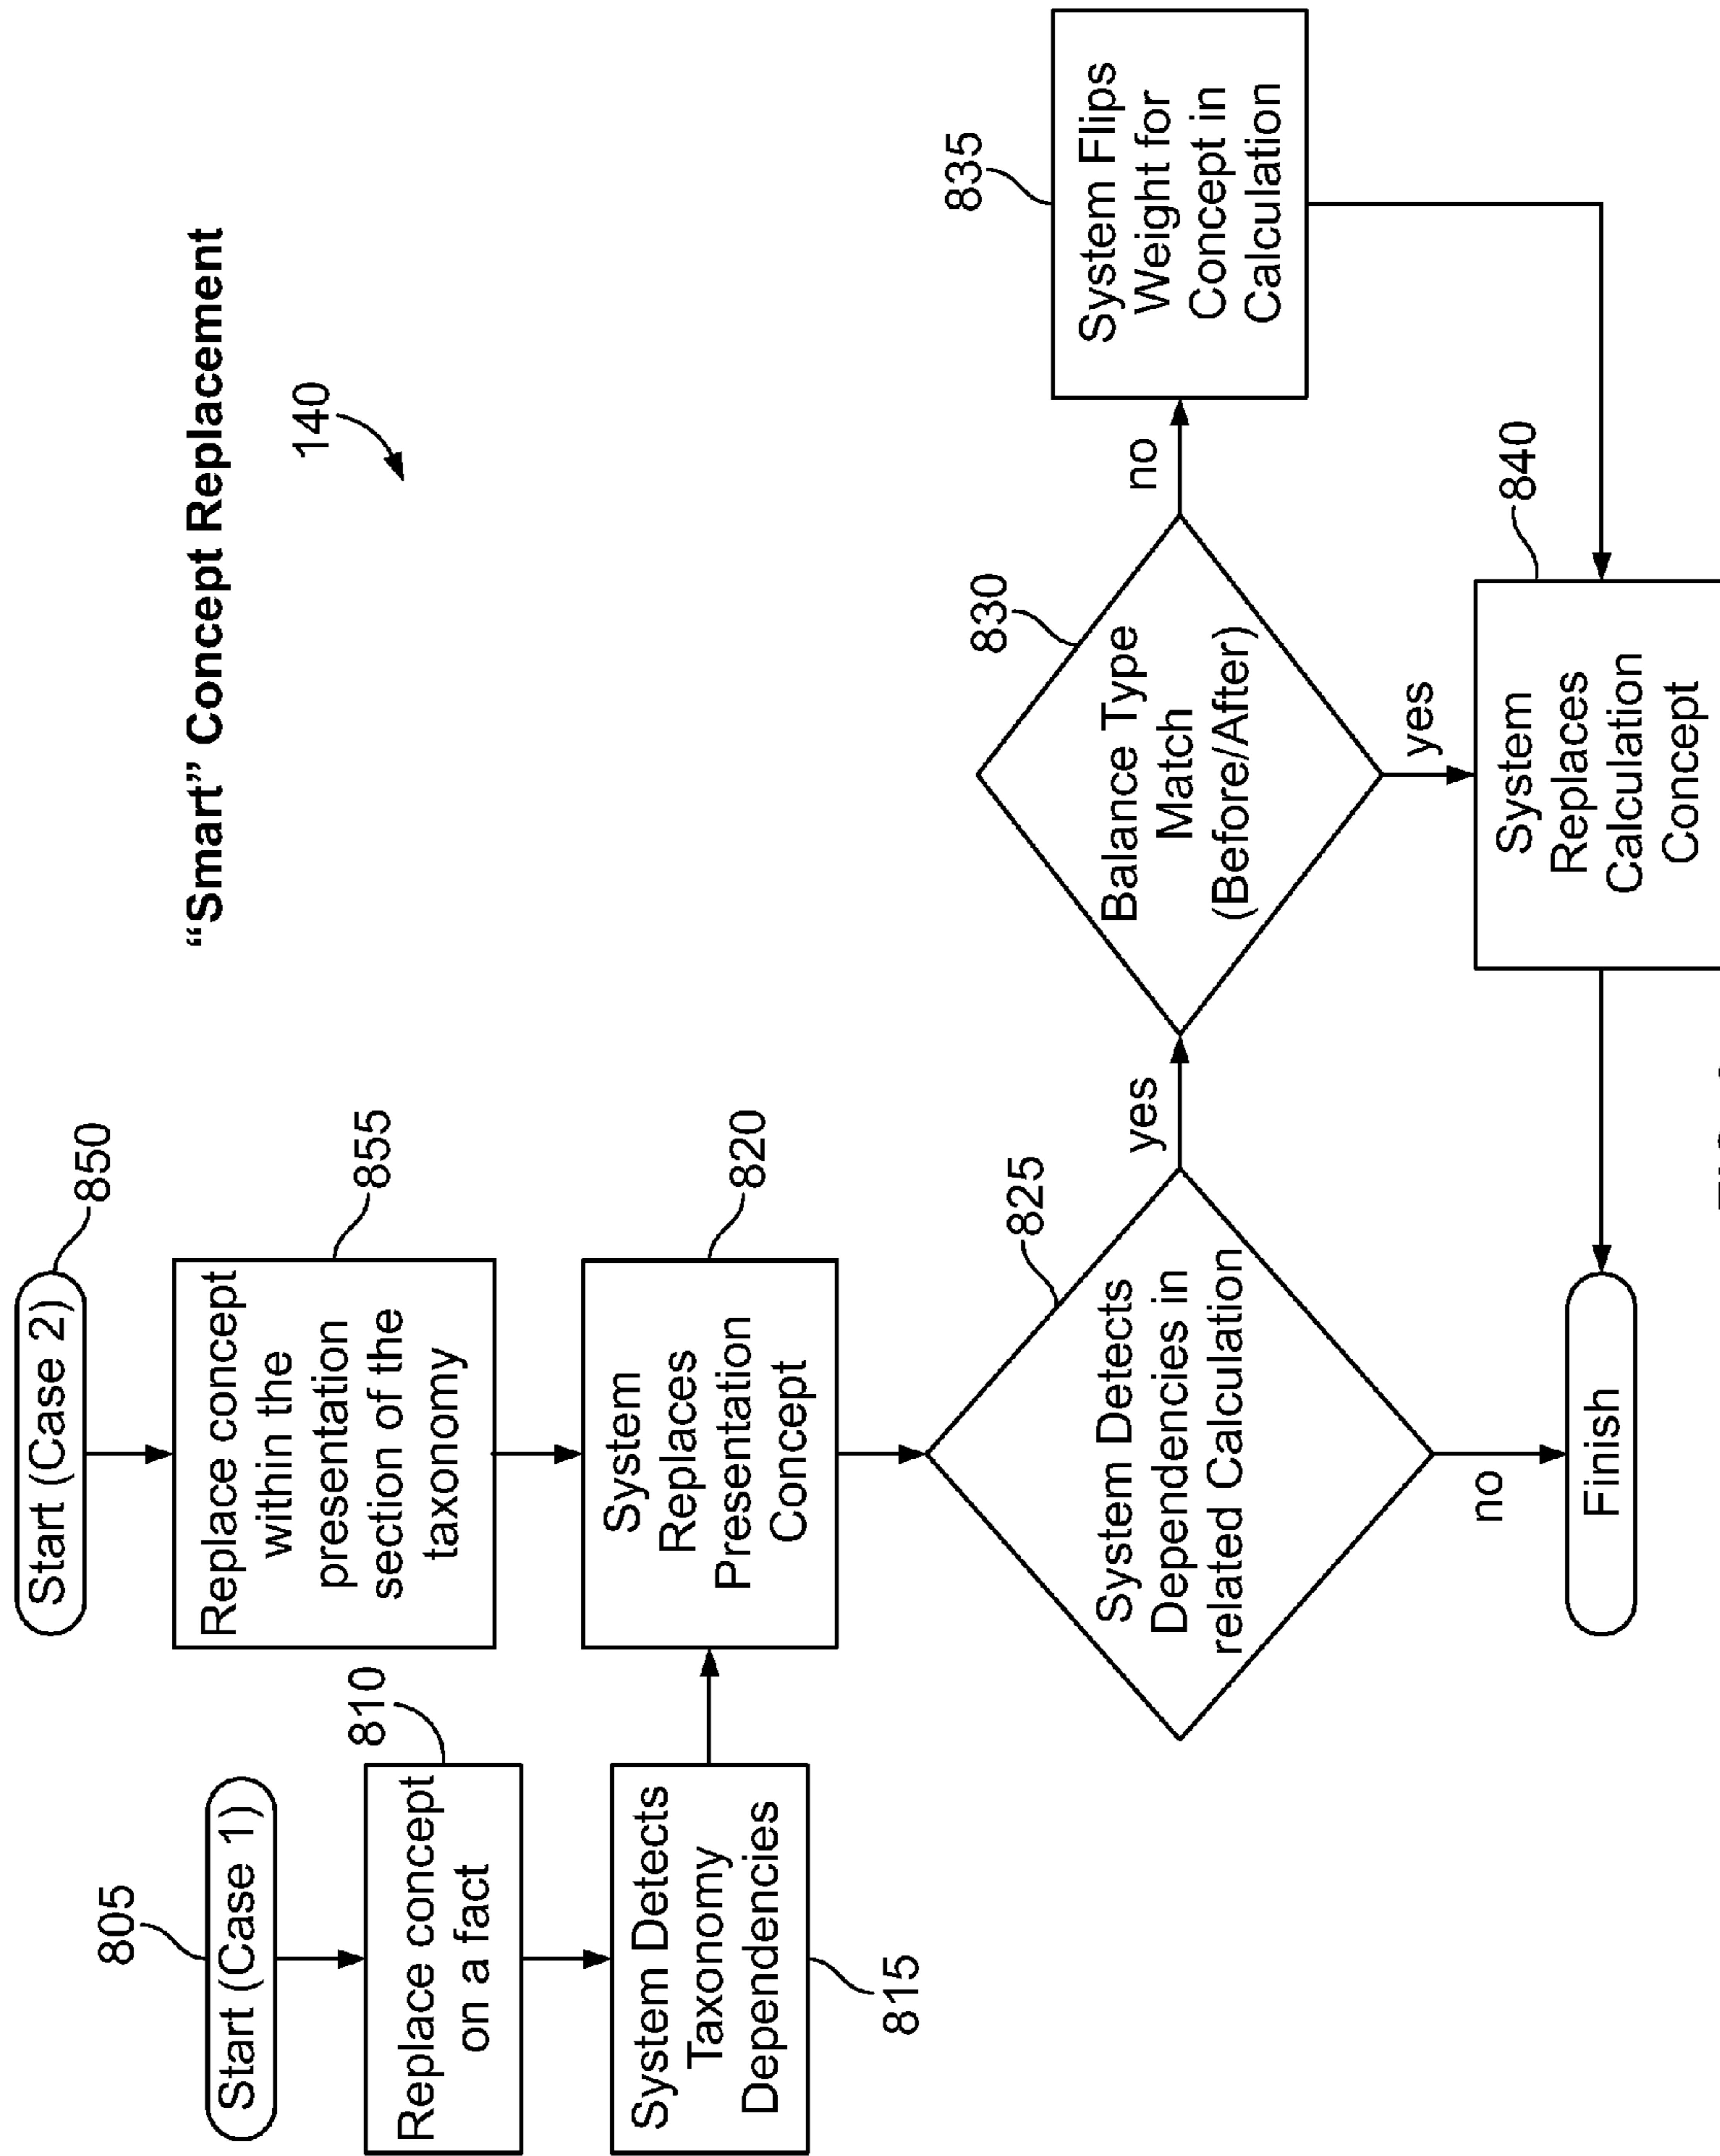 “Smart” Concept Replacement
140
Start (Case 2)
850
Replace concept
within the
presentation
section of the
taxonomy
855
805
Start (Case 1)
810
Replace concept
on a fact
System Detects
Taxonomy
Dependencies
815
System
Replaces
Presentation
Concept
820
825
System Detects
Dependencies in
related Calculation
yes
no
830
Balance Type
Match
(Before/After)
no
yes
835
System Flips
Weight for
Concept in
Calculation
840
System
Replaces
Calculation
Concept
Finish